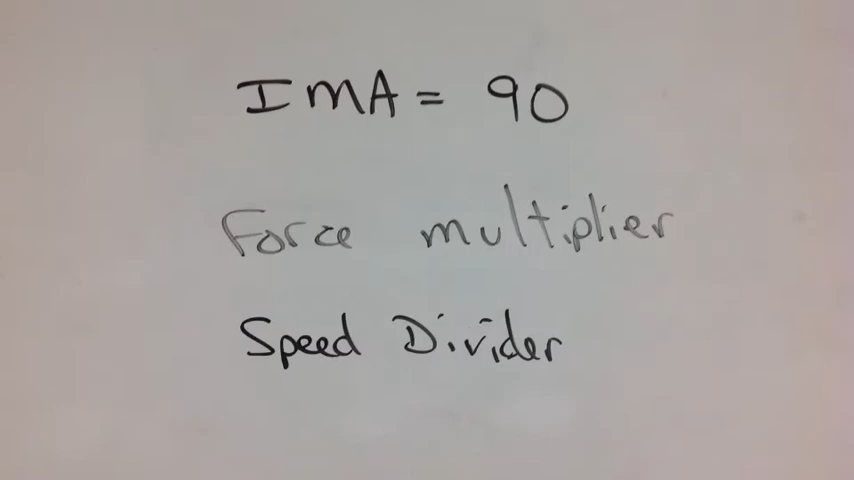 IMA = 90
Force multiplier
Speed Divider